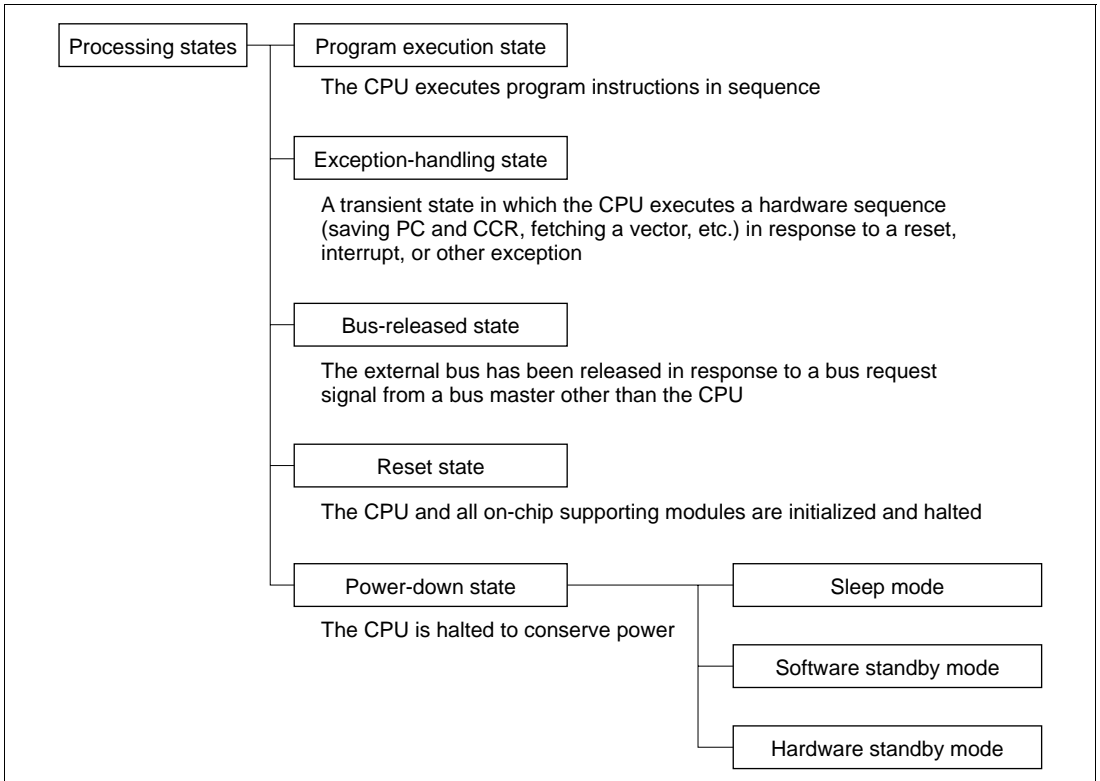 Processing states
Program execution state
The CPU executes program instructions in sequence
Exception-handling state
A transient state in which the CPU executes a hardware sequence
(saving PC and CCR, fetching a vector, etc.) in response to a reset,
interrupt, or other exception
Bus-released state
The external bus has been released in response to a bus request
signal from a bus master other than the CPU
Reset state
The CPU and all on-chip supporting modules are initialized and halted
Power-down state
The CPU is halted to conserve power
Sleep mode
Software standby mode
Hardware standby mode